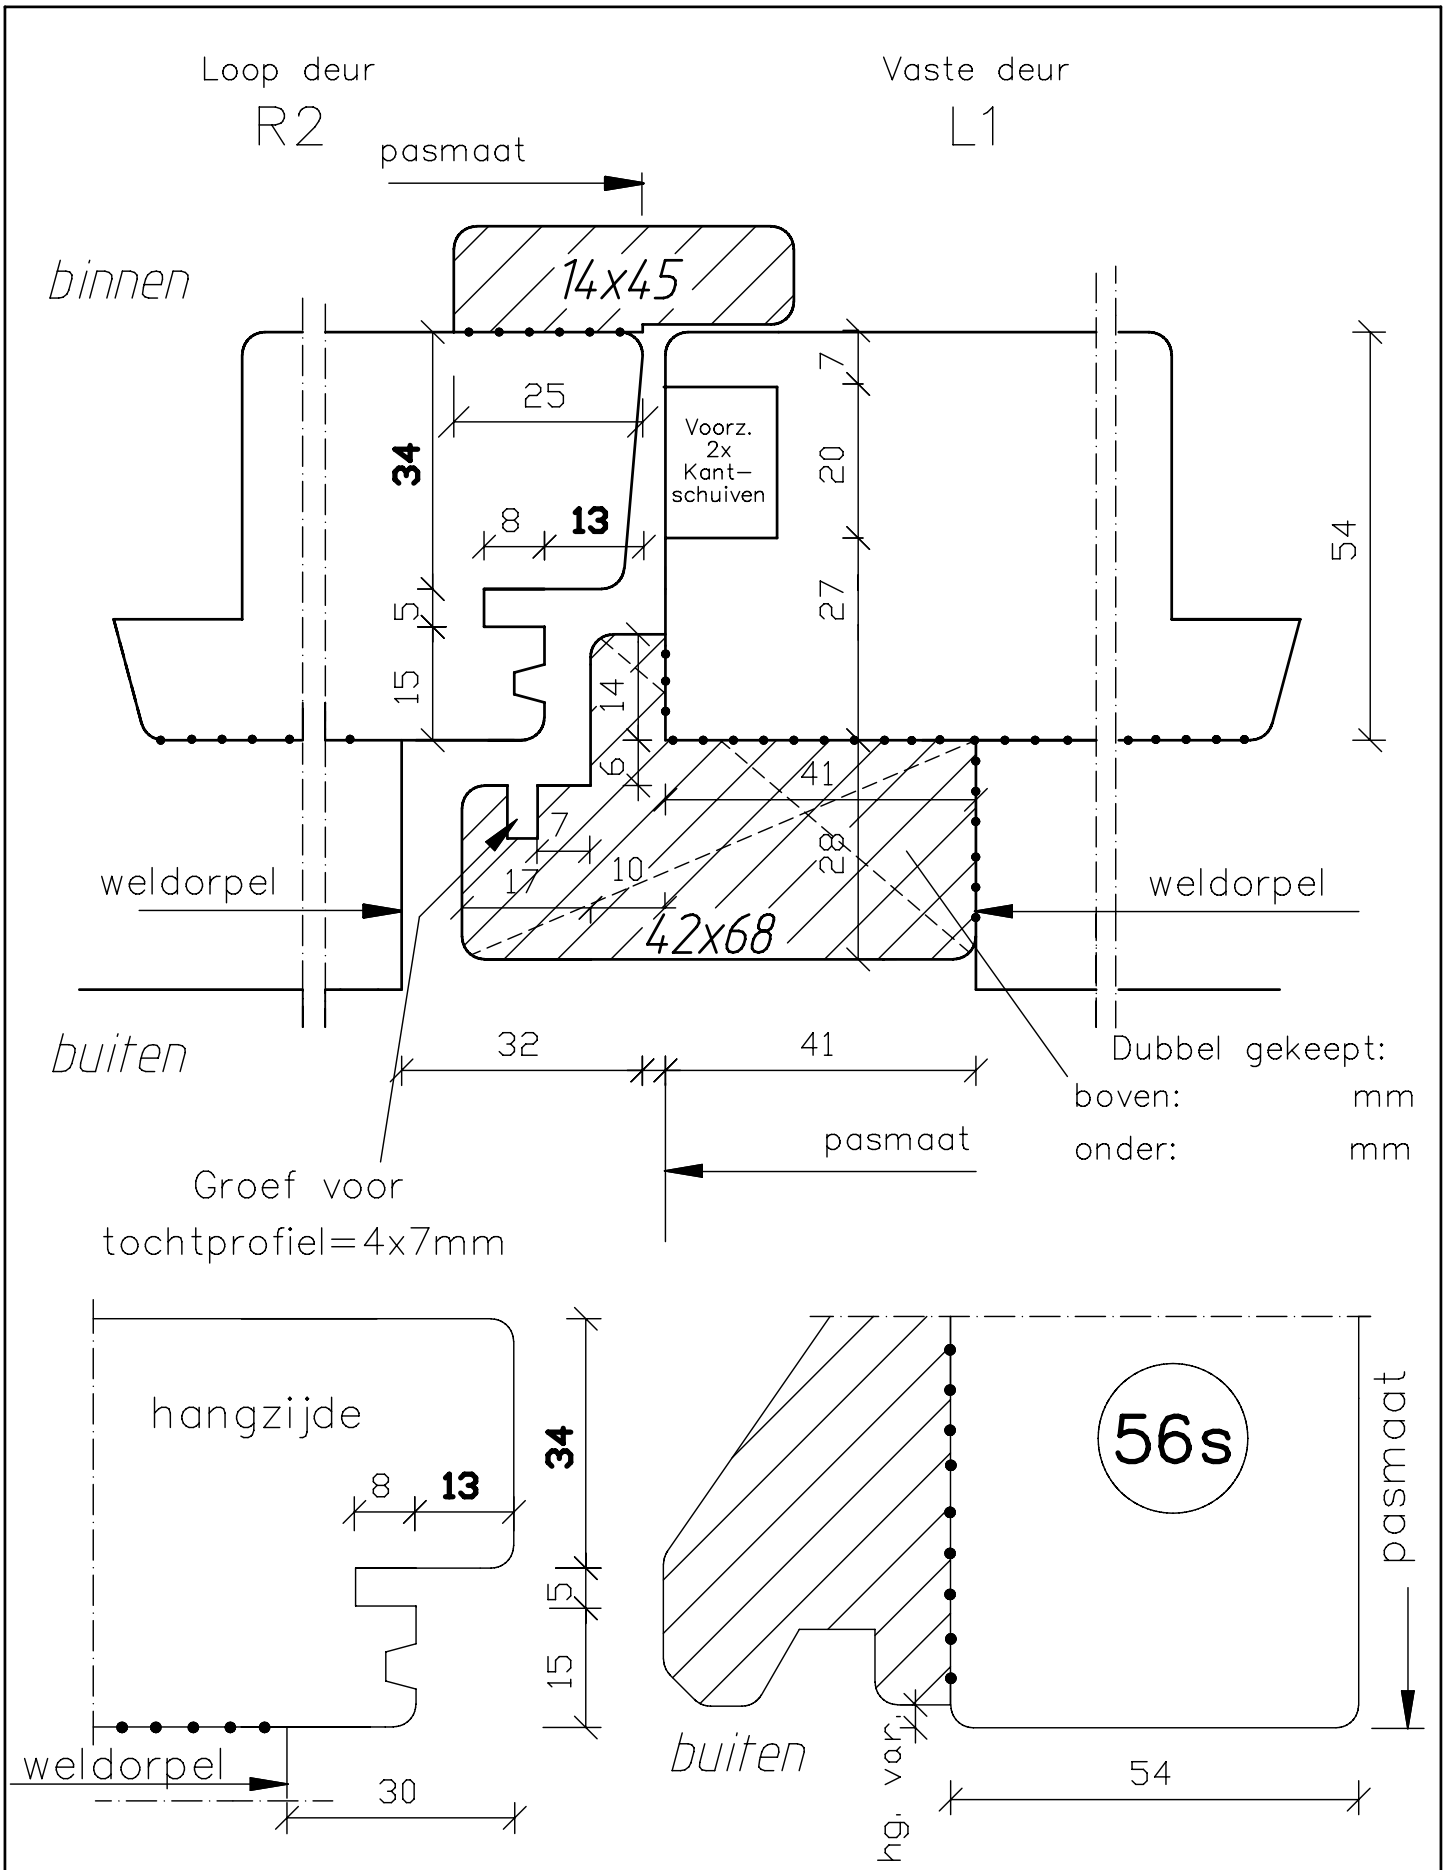 Loop deur
R2
Vaste deur
L1
pasmaat
binnen
14x45
7
25
Voorz.
2x
Kant-
schuiven
34
20
8
13
54
27
5
15
14
6
41
7
28
17
10
weldorpel
weldorpel
42x68
buiten
32
41
Dubbel gekeept:
boven: mm
onder: mm
pasmaat
Groef voor
tochtprofiel=4x7mm
hangzijde
34
8
13
5
15
weldorpel
30
56s
pasmaat
buiten
hg. var.
54